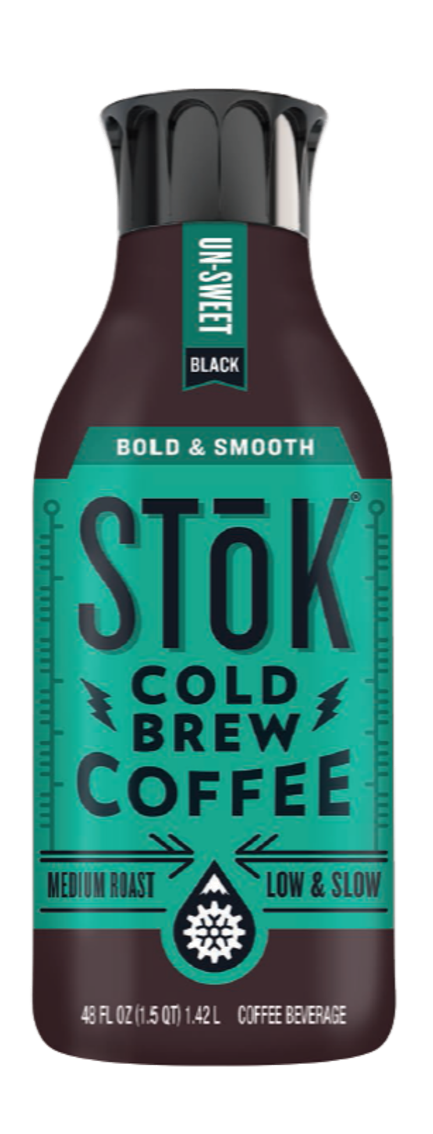 UN-SWEET
BLACK
BOLD & SMOOTH
STōK®
COLD
BREW
COFFEE
MEDIUM ROAST LOW & SLOW
48 FL OZ (1.5 QT) 1.42 L COFFEE BEVERAGE